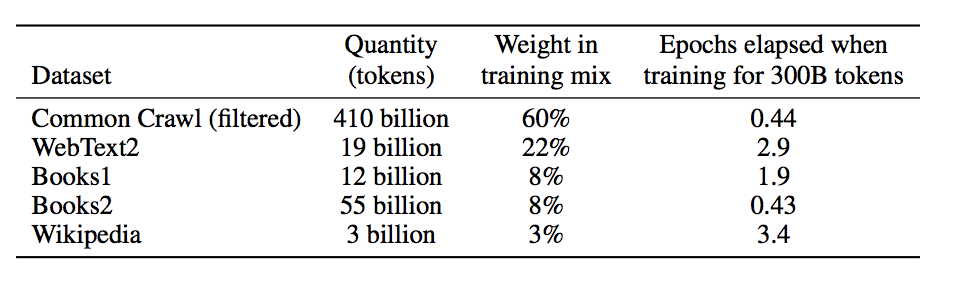 Dataset Quantity (tokens) Weight in training mix Epochs elapsed when training for 300B tokens
Common Crawl (filtered) 410 billion 60% 0.44
WebText2 19 billion 22% 2.9
Books1 12 billion 8% 1.9
Books2 55 billion 8% 0.43
Wikipedia 3 billion 3% 3.4